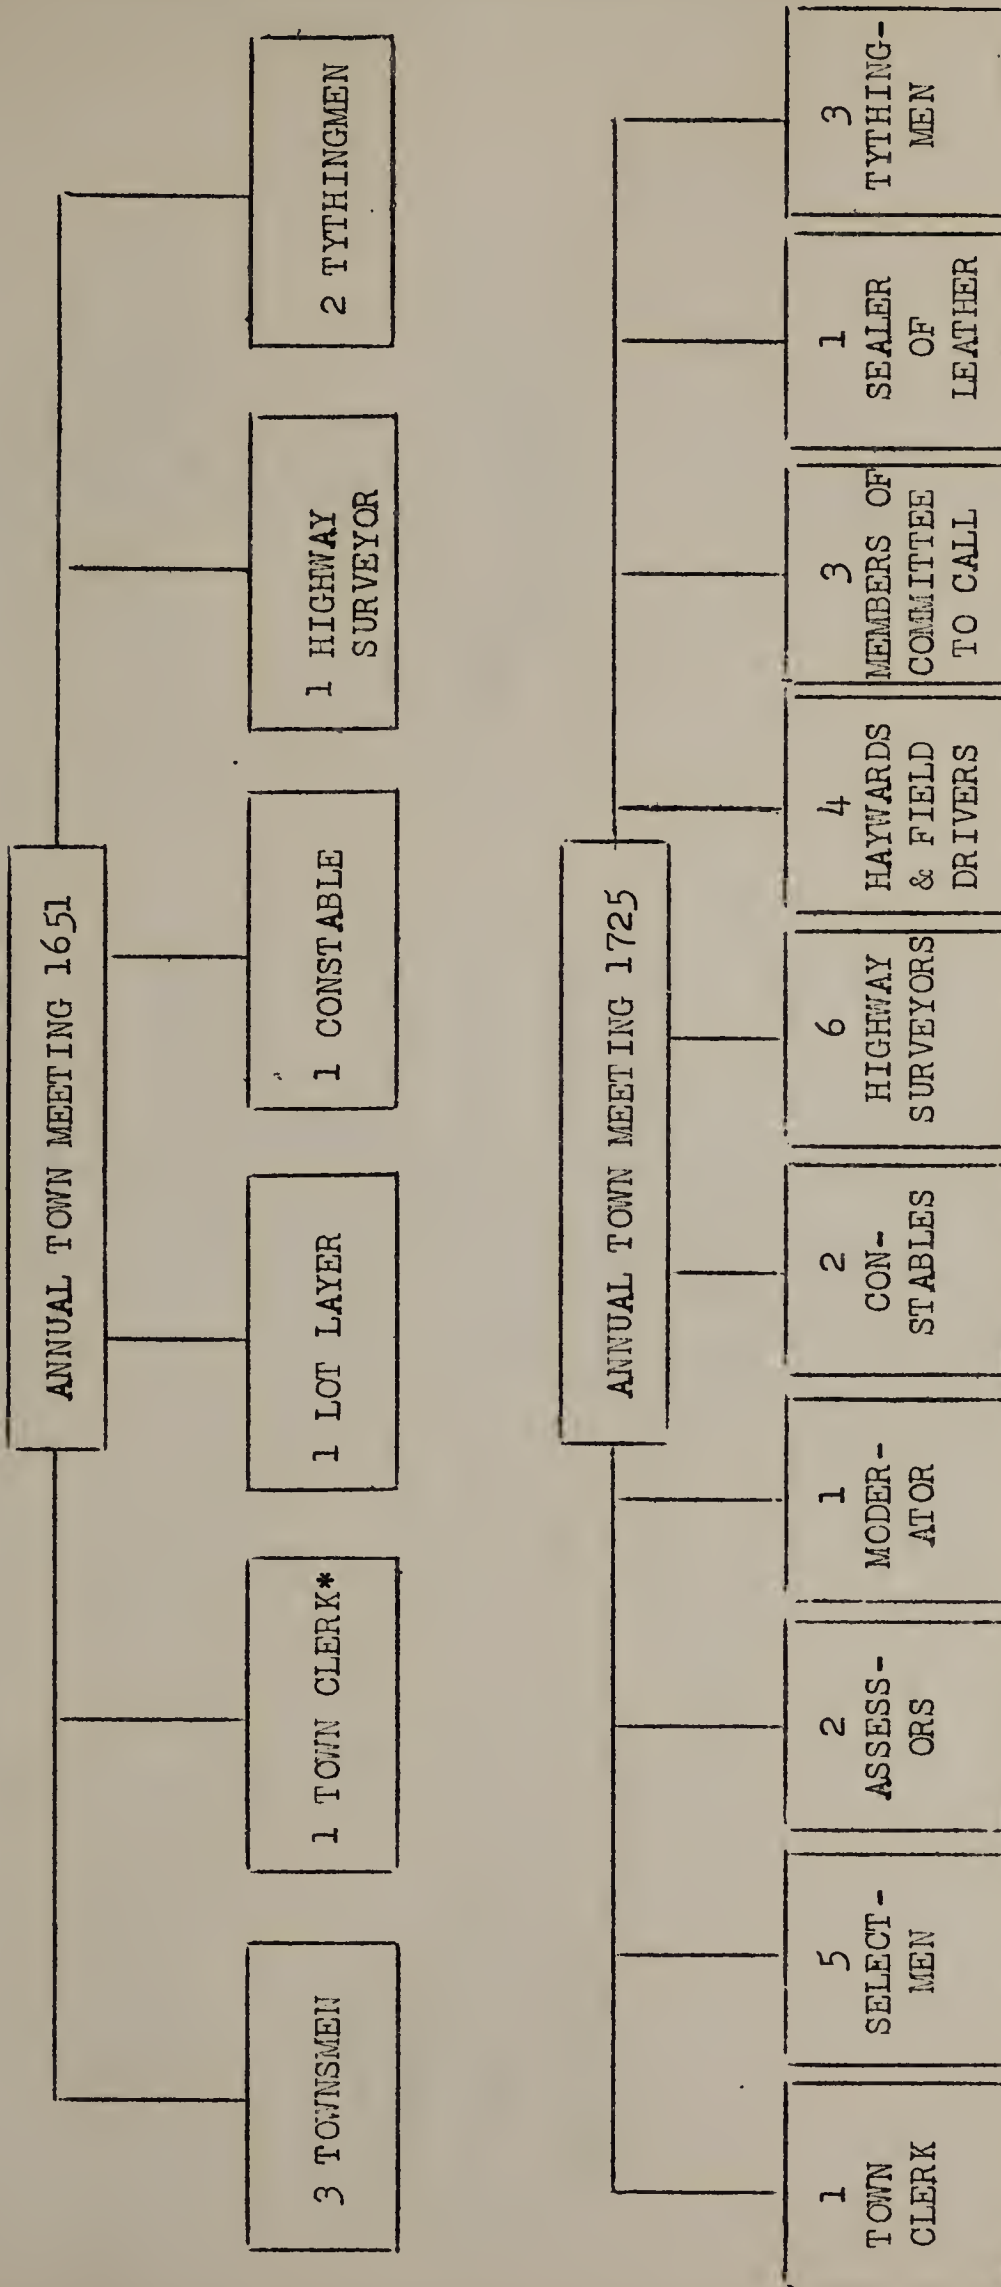 ANNUAL TOWN MEETING 1651
3 TOWNSMEN
1 TOWN CLERK*
1 LOT LAYER
1 CONSTABLE
1 HIGHWAY
SURVEYOR
2 TYTHINGMEN
ANNUAL TOWN MEETING 1725
1
TOWN
CLERK
5
SELECT-
MEN
2
ASSESS-
ORS
1
MODER-
ATOR
2
CON-
STABLES
6
HIGHWAY
SURVEYORS
4
HAYWARDS
& FIELD
DRIVERS
3
MEMBERS OF
COMMITTEE
TO CALL
1
SEALER
OF
LEATHER
3
TYTHING-
MEN